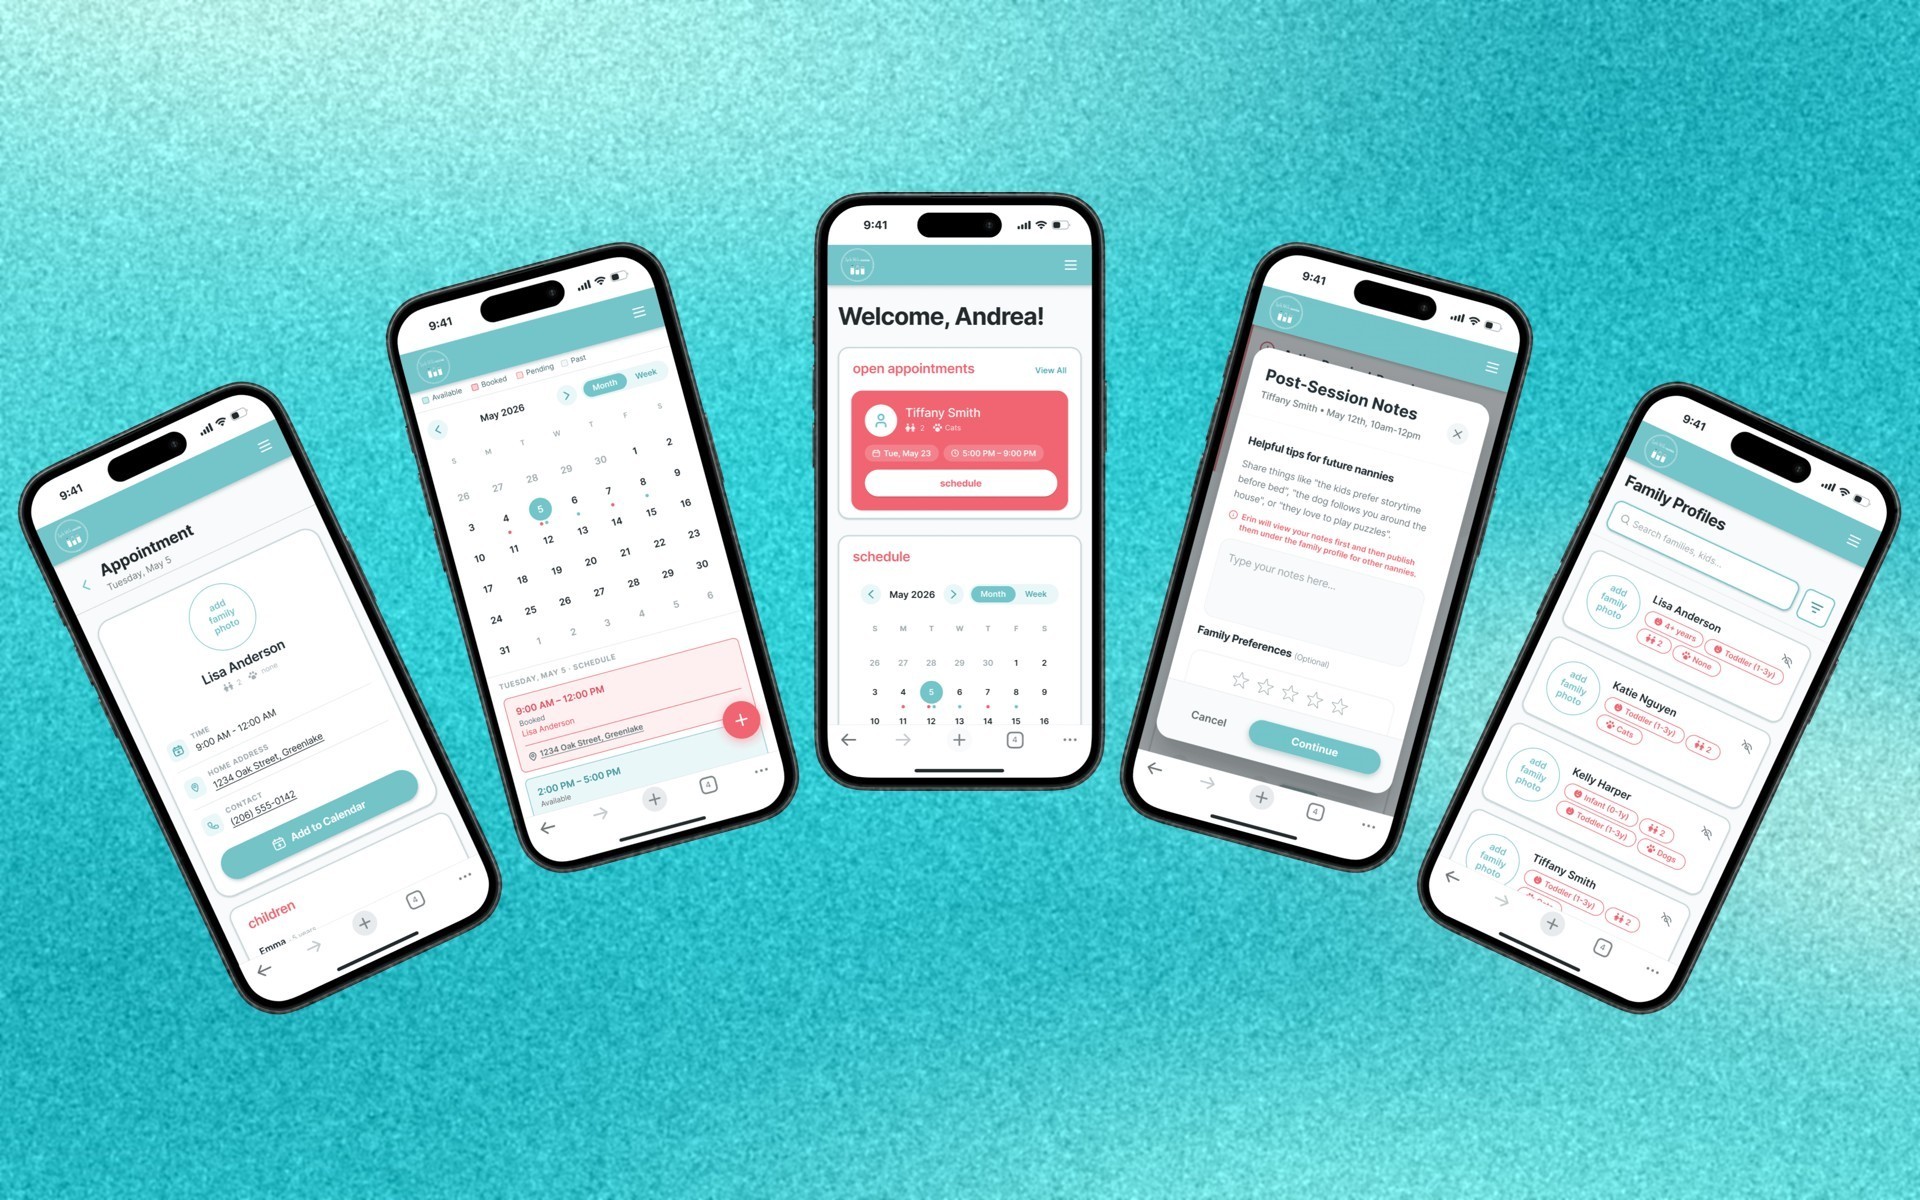 9:41
Appointment
Tuesday, May 5
add
family
photo
Lisa Anderson
2 none
TIME
9:00 AM - 12:00 AM
HOME ADDRESS
1234 Oak Street, Greenlake
CONTACT
(206) 555-0142
Add to Calendar
children
Emma
4
9:41
Available Booked Pending Past
May 2026 Month Week
S M T W T F S
26 27 28 29 30 1 2
3 4 5 6 7 8 9
10 11 12 13 14 15 16
17 18 19 20 21 22 23
24 25 26 27 28 29 30
31 1 2 3 4 5 6
TUESDAY, MAY 5 · SCHEDULE
9:00 AM – 12:00 PM
Booked
Lisa Anderson
1234 Oak Street, Greenlake
2:00 PM – 5:00 PM
Available
4
9:41
Welcome, Andrea!
open appointments View All
Tiffany Smith
2 Cats
Tue, May 23 5:00 PM – 9:00 PM
schedule
schedule
May 2026 Month Week
S M T W T F S
26 27 28 29 30 1 2
3 4 5 6 7 8 9
10 11 12 13 14 15 16
4
9:41
Post-Session Notes
Tiffany Smith • May 12th, 10am-12pm
Helpful tips for future nannies
Share things like "the kids prefer storytime
before bed", "the dog follows you around the
house", or "they love to play puzzles".
Erin will view your notes first and then publish
them under the family profile for other nannies.
Type your notes here...
Family Preferences (Optional)
Cancel Continue
4
9:41
Family Profiles
Search families, kids...
add
family
photo
Lisa Anderson
4+ years Toddler (1-3y)
2 None
add
family
photo
Katie Nguyen
Toddler (1-3y) 2
Cats
add
family
photo
Kelly Harper
Infant (0-1y) 2
Toddler (1-3y) Dogs
add
family
photo
Tiffany Smith
Toddler (1-3y) 2
4